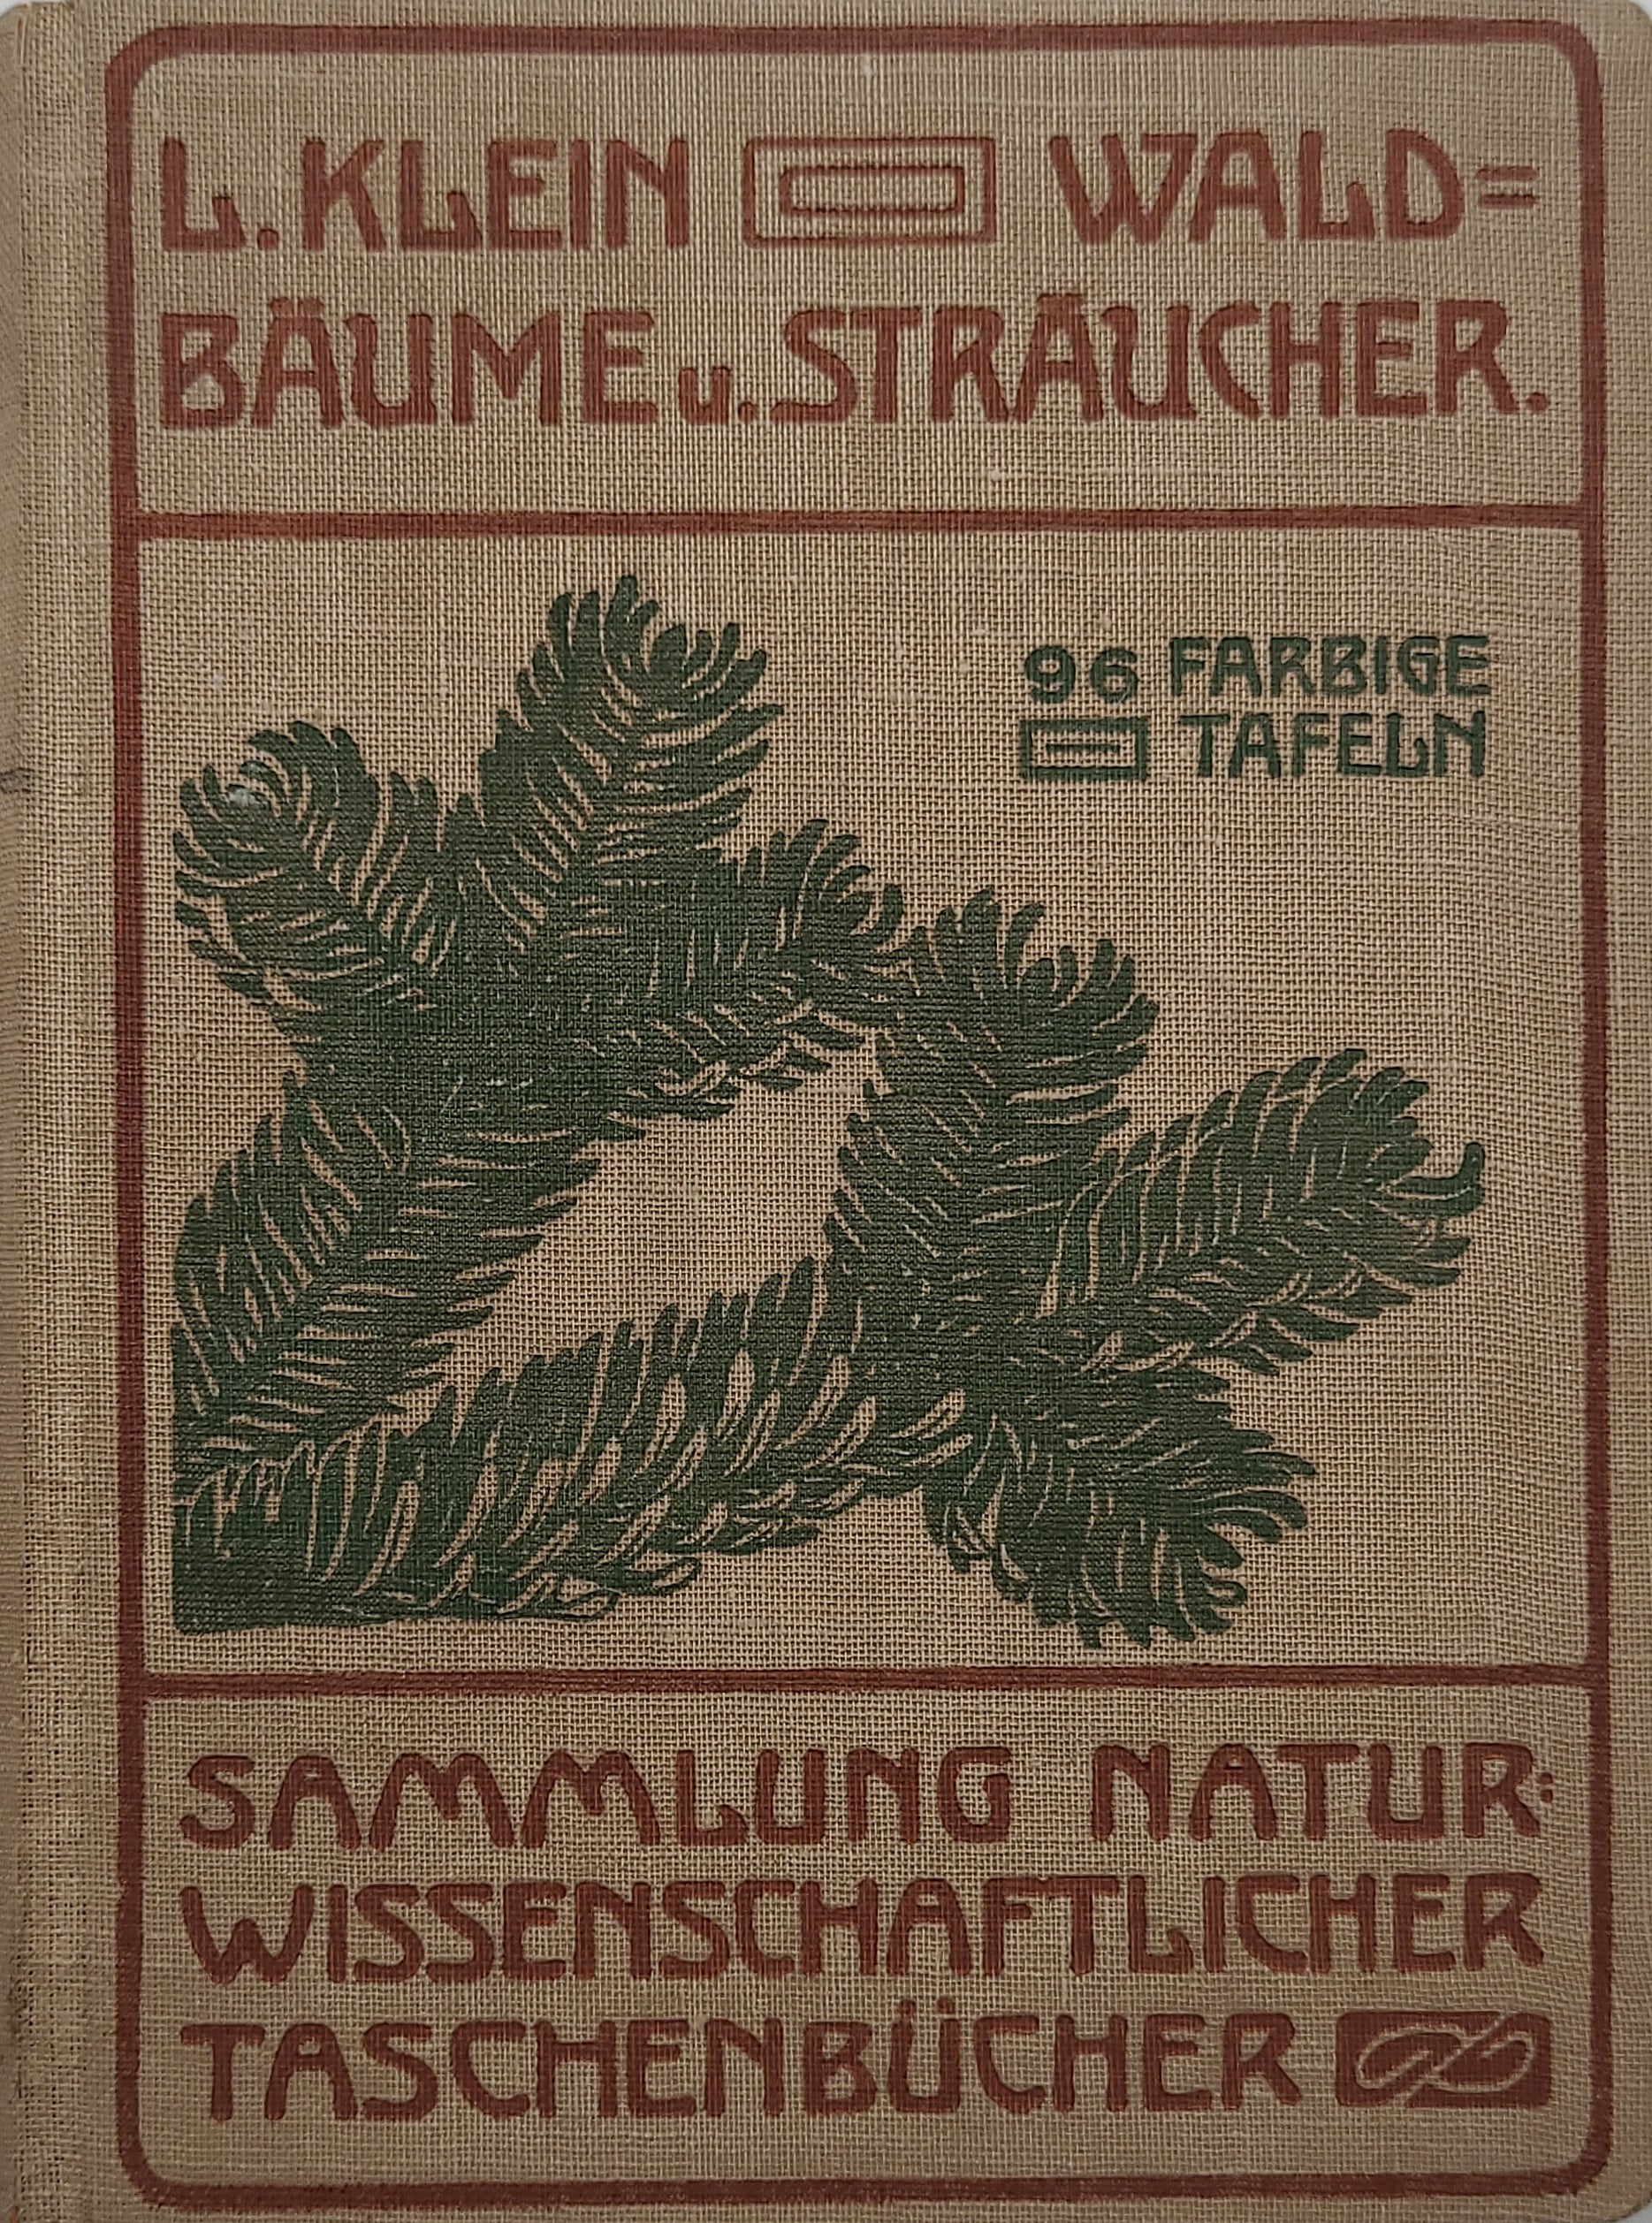 L. KLEIN WALD=
BÄUME u. STRÄUCHER.
96 FARBIGE
TAFELN
SAMMLUNG NATUR:
WISSENSCHAFTLICHER
TASCHENBÜCHER